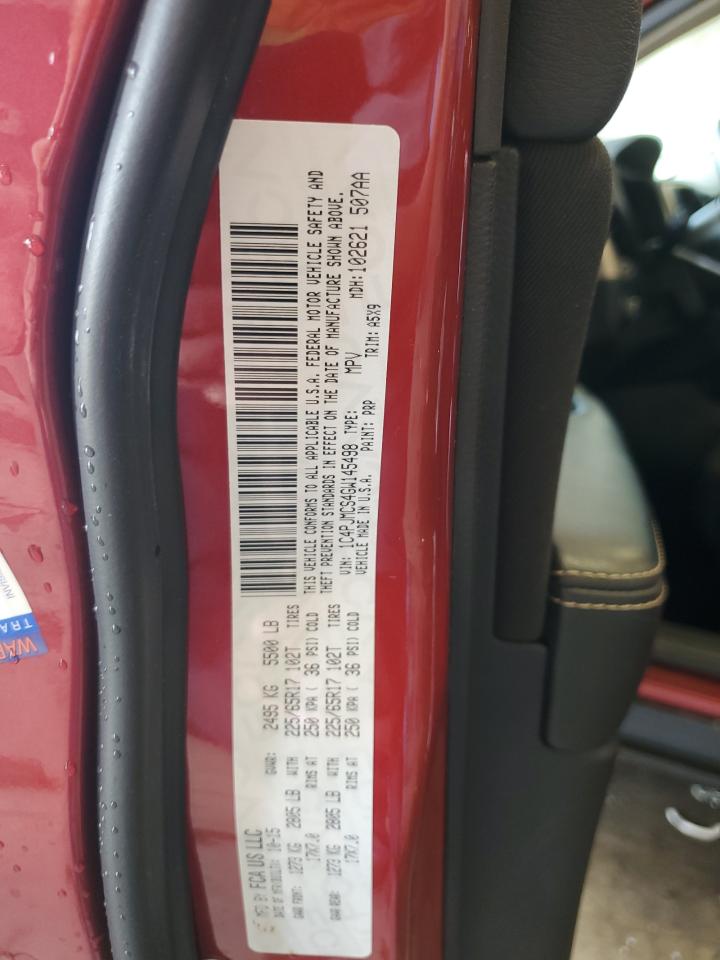 MFD BY FCA US LLC
DATE OF MFR(BUILT): 10-15 GVWR: 2495 KG 5500 LB
GAWR FRONT: 1273 KG 2805 LB WITH 225/65R17 102T TIRES
17X7.0 RIMS AT 250 KPA ( 36 PSI) COLD
GAWR REAR: 1273 KG 2805 LB WITH 225/65R17 102T TIRES
17X7.0 RIMS AT 250 KPA ( 36 PSI) COLD
THIS VEHICLE CONFORMS TO ALL APPLICABLE U.S.A. FEDERAL MOTOR VEHICLE SAFETY AND
THEFT PREVENTION STANDARDS IN EFFECT ON THE DATE OF MANUFACTURE SHOWN ABOVE.
VIN: 1C4PJMCS4GW145498 TYPE: MPV MDH:102621 507AA
VEHICLE MADE IN U.S.A. PAINT: PRP TRIM: A5X9